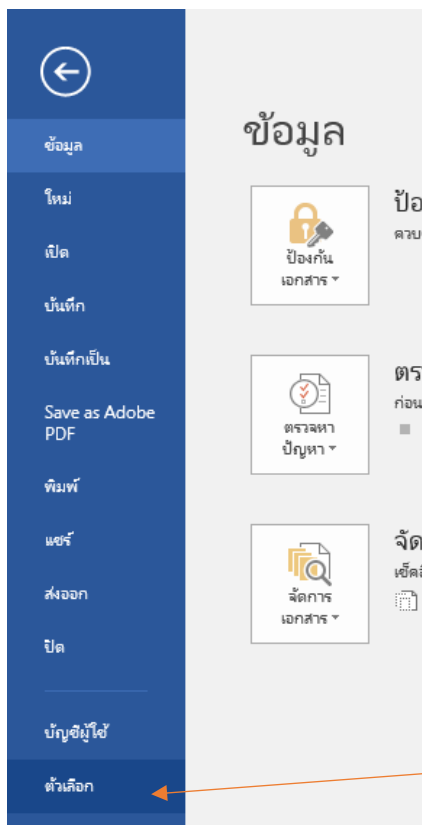 ข้อมูล
ใหม่
เปิด
บันทึก
บันทึกเป็น
Save as Adobe
PDF
พิมพ์
แชร์
ส่งออก
ปิด
บัญชีผู้ใช้
ตัวเลือก
ข้อมูล
ป้องกัน
เอกสาร
ตรวจหา
ปัญหา
จัดการ
เอกสาร